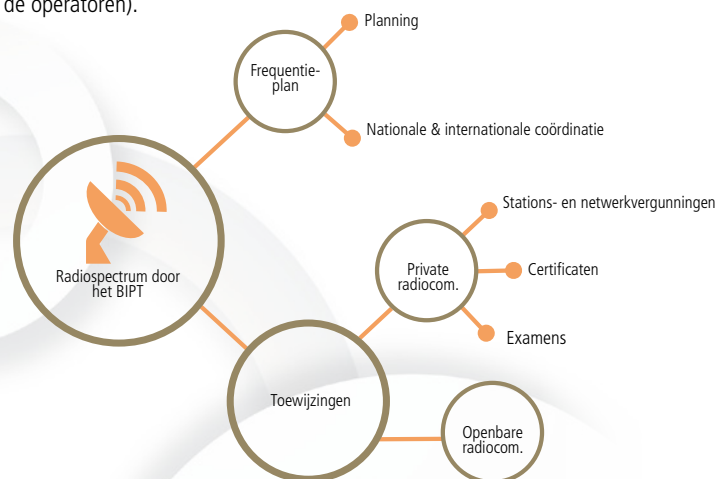 de operatoren).
Planning
Frequentie-
plan
Nationale & internationale coördinatie
Radiospectrum door
het BIPT
Stations- en netwerkvergunningen
Private
radiocom.
Certificaten
Examens
Toewijzingen
Openbare
radiocom.